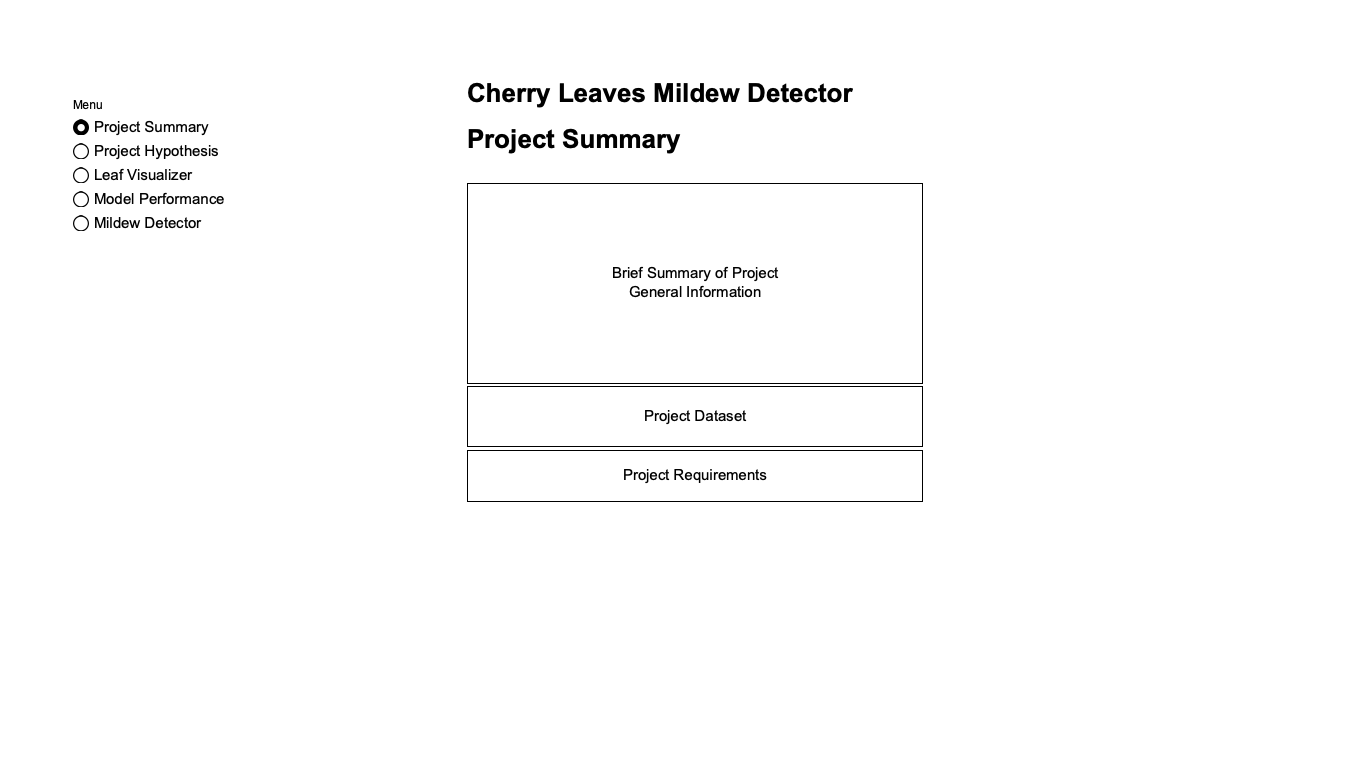 Menu
Project Summary
Project Hypothesis
Leaf Visualizer
Model Performance
Mildew Detector
Cherry Leaves Mildew Detector
Project Summary
Brief Summary of Project
General Information
Project Dataset
Project Requirements